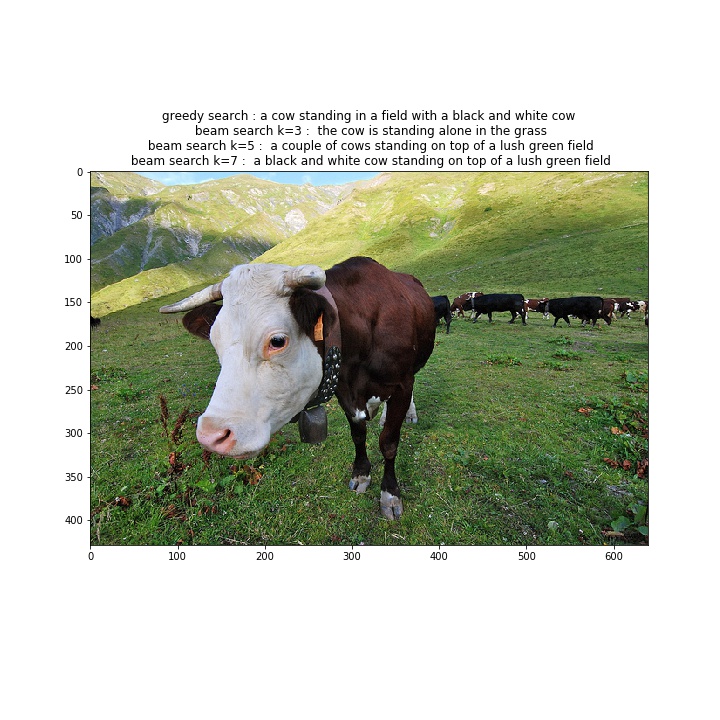 greedy search : a cow standing in a field with a black and white cow
beam search k=3 :  the cow is standing alone in the grass
beam search k=5 :  a couple of cows standing on top of a lush green field
beam search k=7 :  a black and white cow standing on top of a lush green field
0
50
100
150
200
250
300
350
400
0 100 200 300 400 500 600